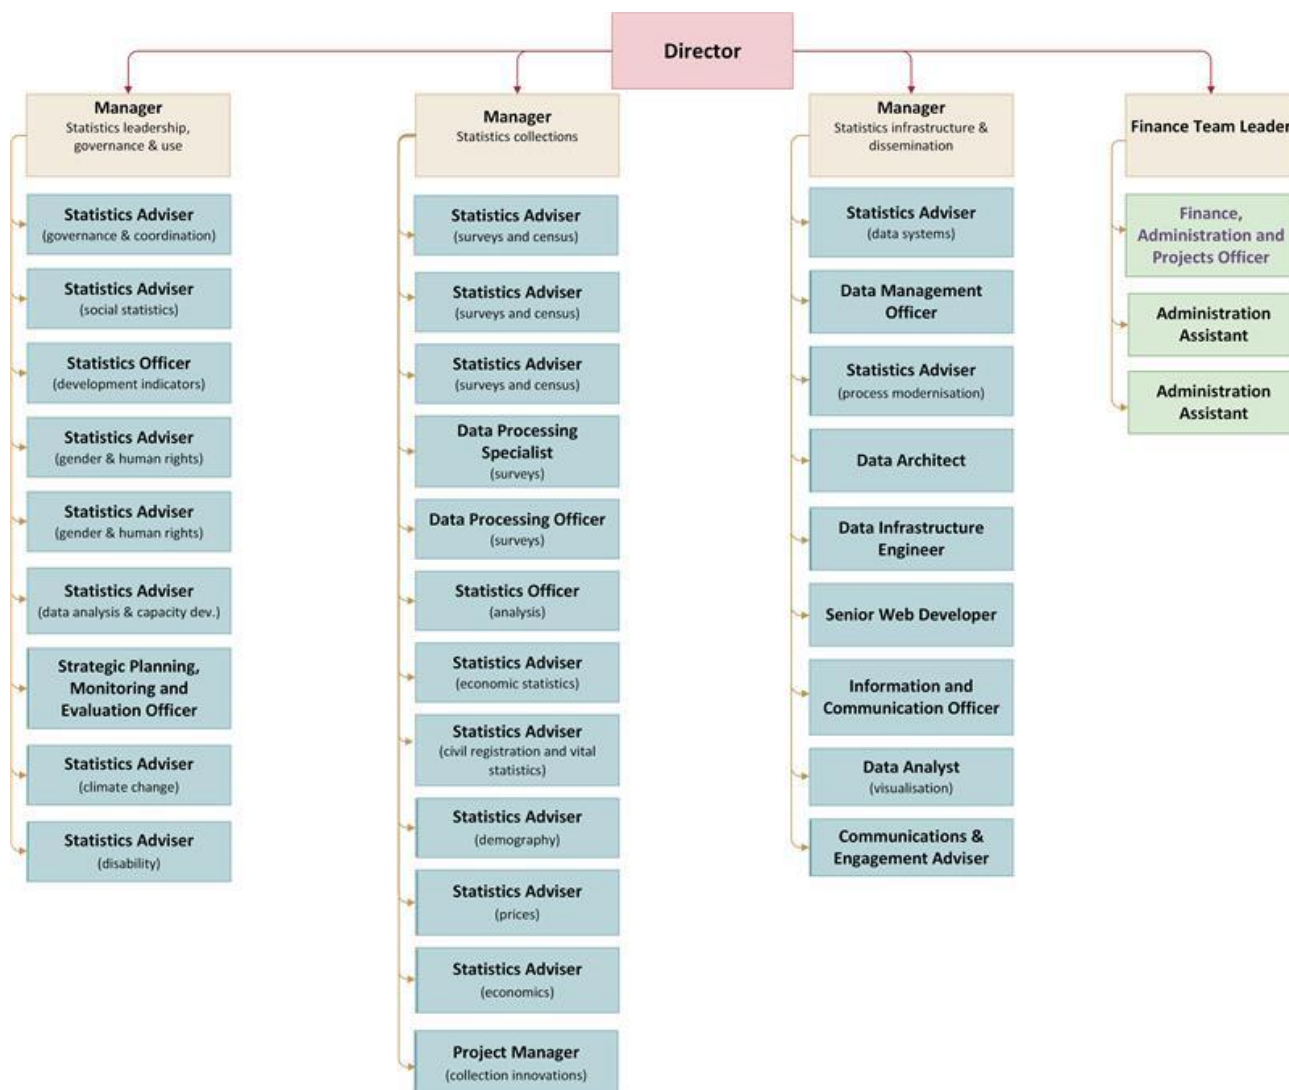 Director
Manager
Statistics leadership,
governance & use
Statistics Adviser
(governance & coordination)
Statistics Adviser
(social statistics)
Statistics Officer
(development indicators)
Statistics Adviser
(gender & human rights)
Statistics Adviser
(gender & human rights)
Statistics Adviser
(data analysis & capacity dev.)
Strategic Planning,
Monitoring and
Evaluation Officer
Statistics Adviser
(climate change)
Statistics Adviser
(disability)
Manager
Statistics collections
Statistics Adviser
(surveys and census)
Statistics Adviser
(surveys and census)
Statistics Adviser
(surveys and census)
Data Processing
Specialist
(surveys)
Data Processing Officer
(surveys)
Statistics Officer
(analysis)
Statistics Adviser
(economic statistics)
Statistics Adviser
(civil registration and vital
statistics)
Statistics Adviser
(demography)
Statistics Adviser
(prices)
Statistics Adviser
(economics)
Project Manager
(collection innovations)
Manager
Statistics infrastructure &
dissemination
Statistics Adviser
(data systems)
Data Management
Officer
Statistics Adviser
(process modernisation)
Data Architect
Data Infrastructure
Engineer
Senior Web Developer
Information and
Communication Officer
Data Analyst
(visualisation)
Communications &
Engagement Adviser
Finance Team Leader
Finance,
Administration and
Projects Officer
Administration
Assistant
Administration
Assistant